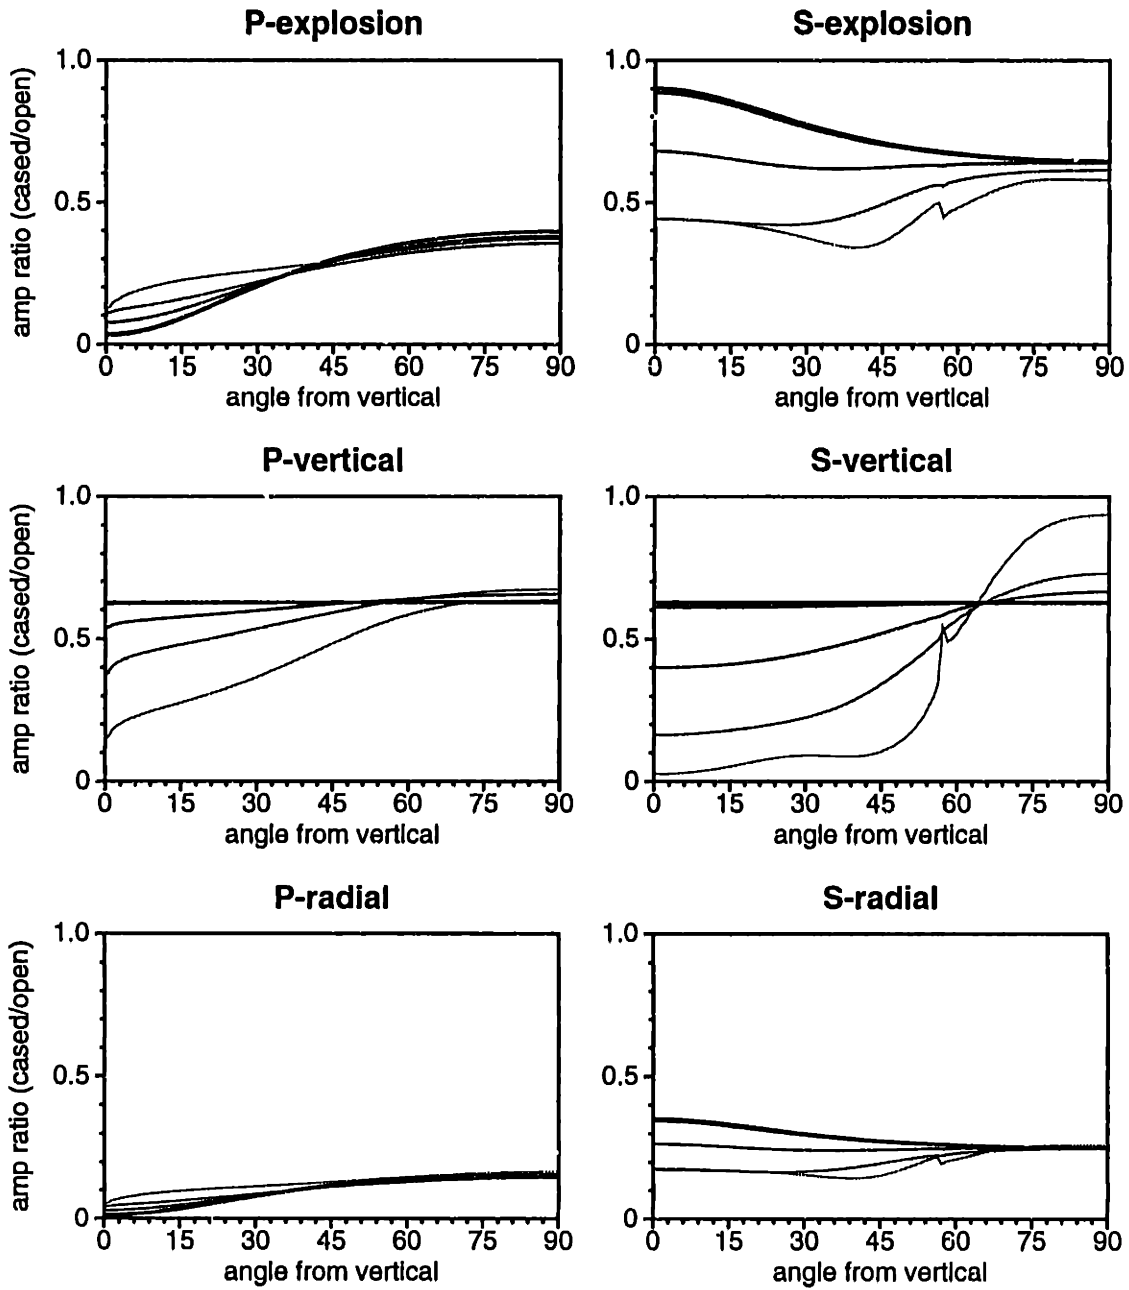 P-explosion
S-explosion
amp ratio (cased/open)
1.0
0.5
0
0 15 30 45 60 75 90
angle from vertical
1.0
0.5
0
0 15 30 45 60 75 90
angle from vertical
P-vertical
S-vertical
amp ratio (cased/open)
1.0
0.5
0
0 15 30 45 60 75 90
angle from vertical
1.0
0.5
0
0 15 30 45 60 75 90
angle from vertical
P-radial
S-radial
amp ratio (cased/open)
1.0
0.5
0
0 15 30 45 60 75 90
angle from vertical
1.0
0.5
0
0 15 30 45 60 75 90
angle from vertical